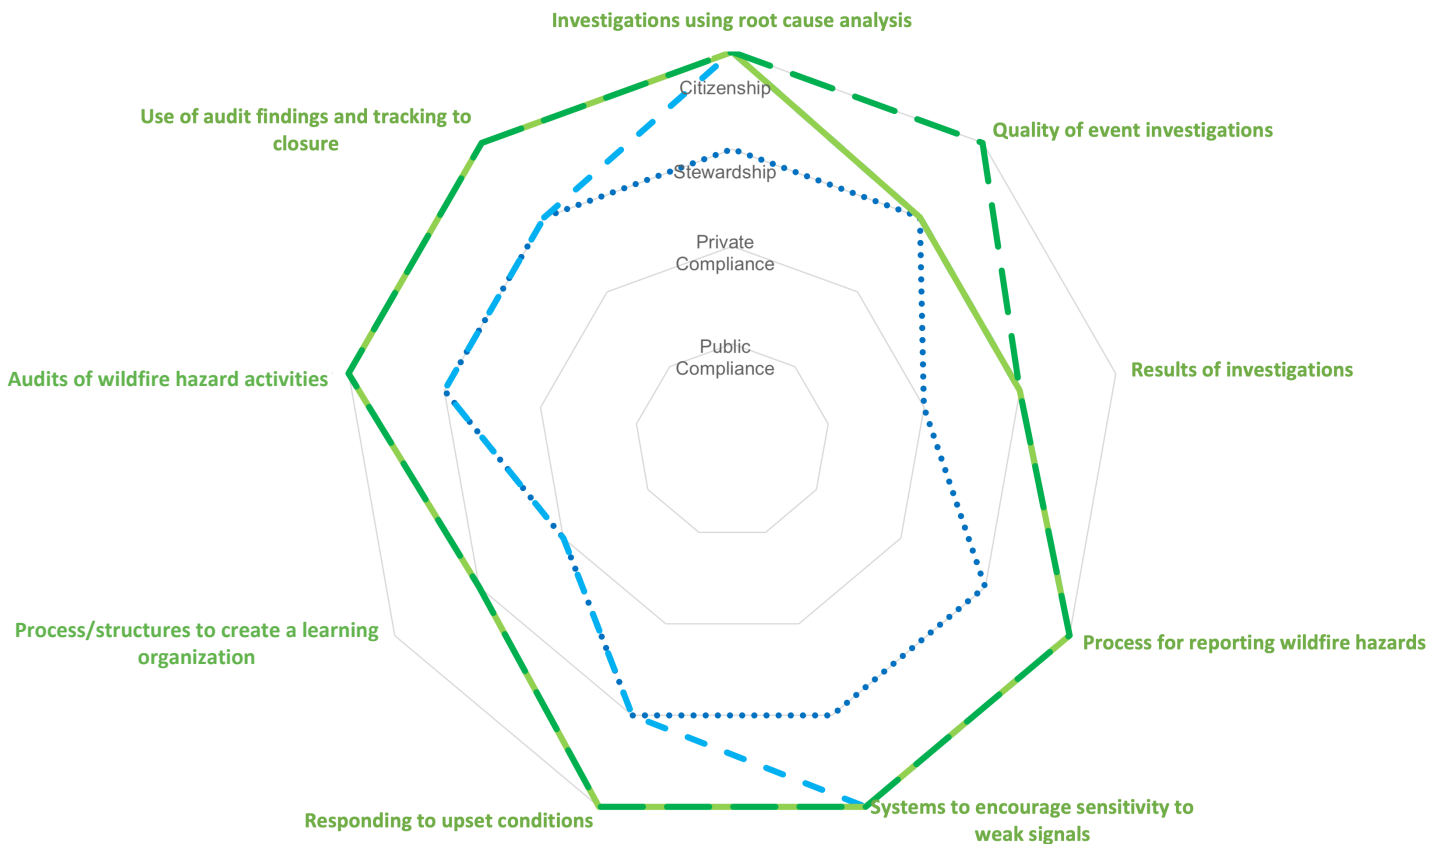 Investigations using root cause analysis
Citizenship
Use of audit findings and tracking to
closure
Quality of event investigations
Stewardship
Private
Compliance
Public
Compliance
Audits of wildfire hazard activities
Results of investigations
Process/structures to create a learning
organization
Process for reporting wildfire hazards
Responding to upset conditions
Systems to encourage sensitivity to
weak signals